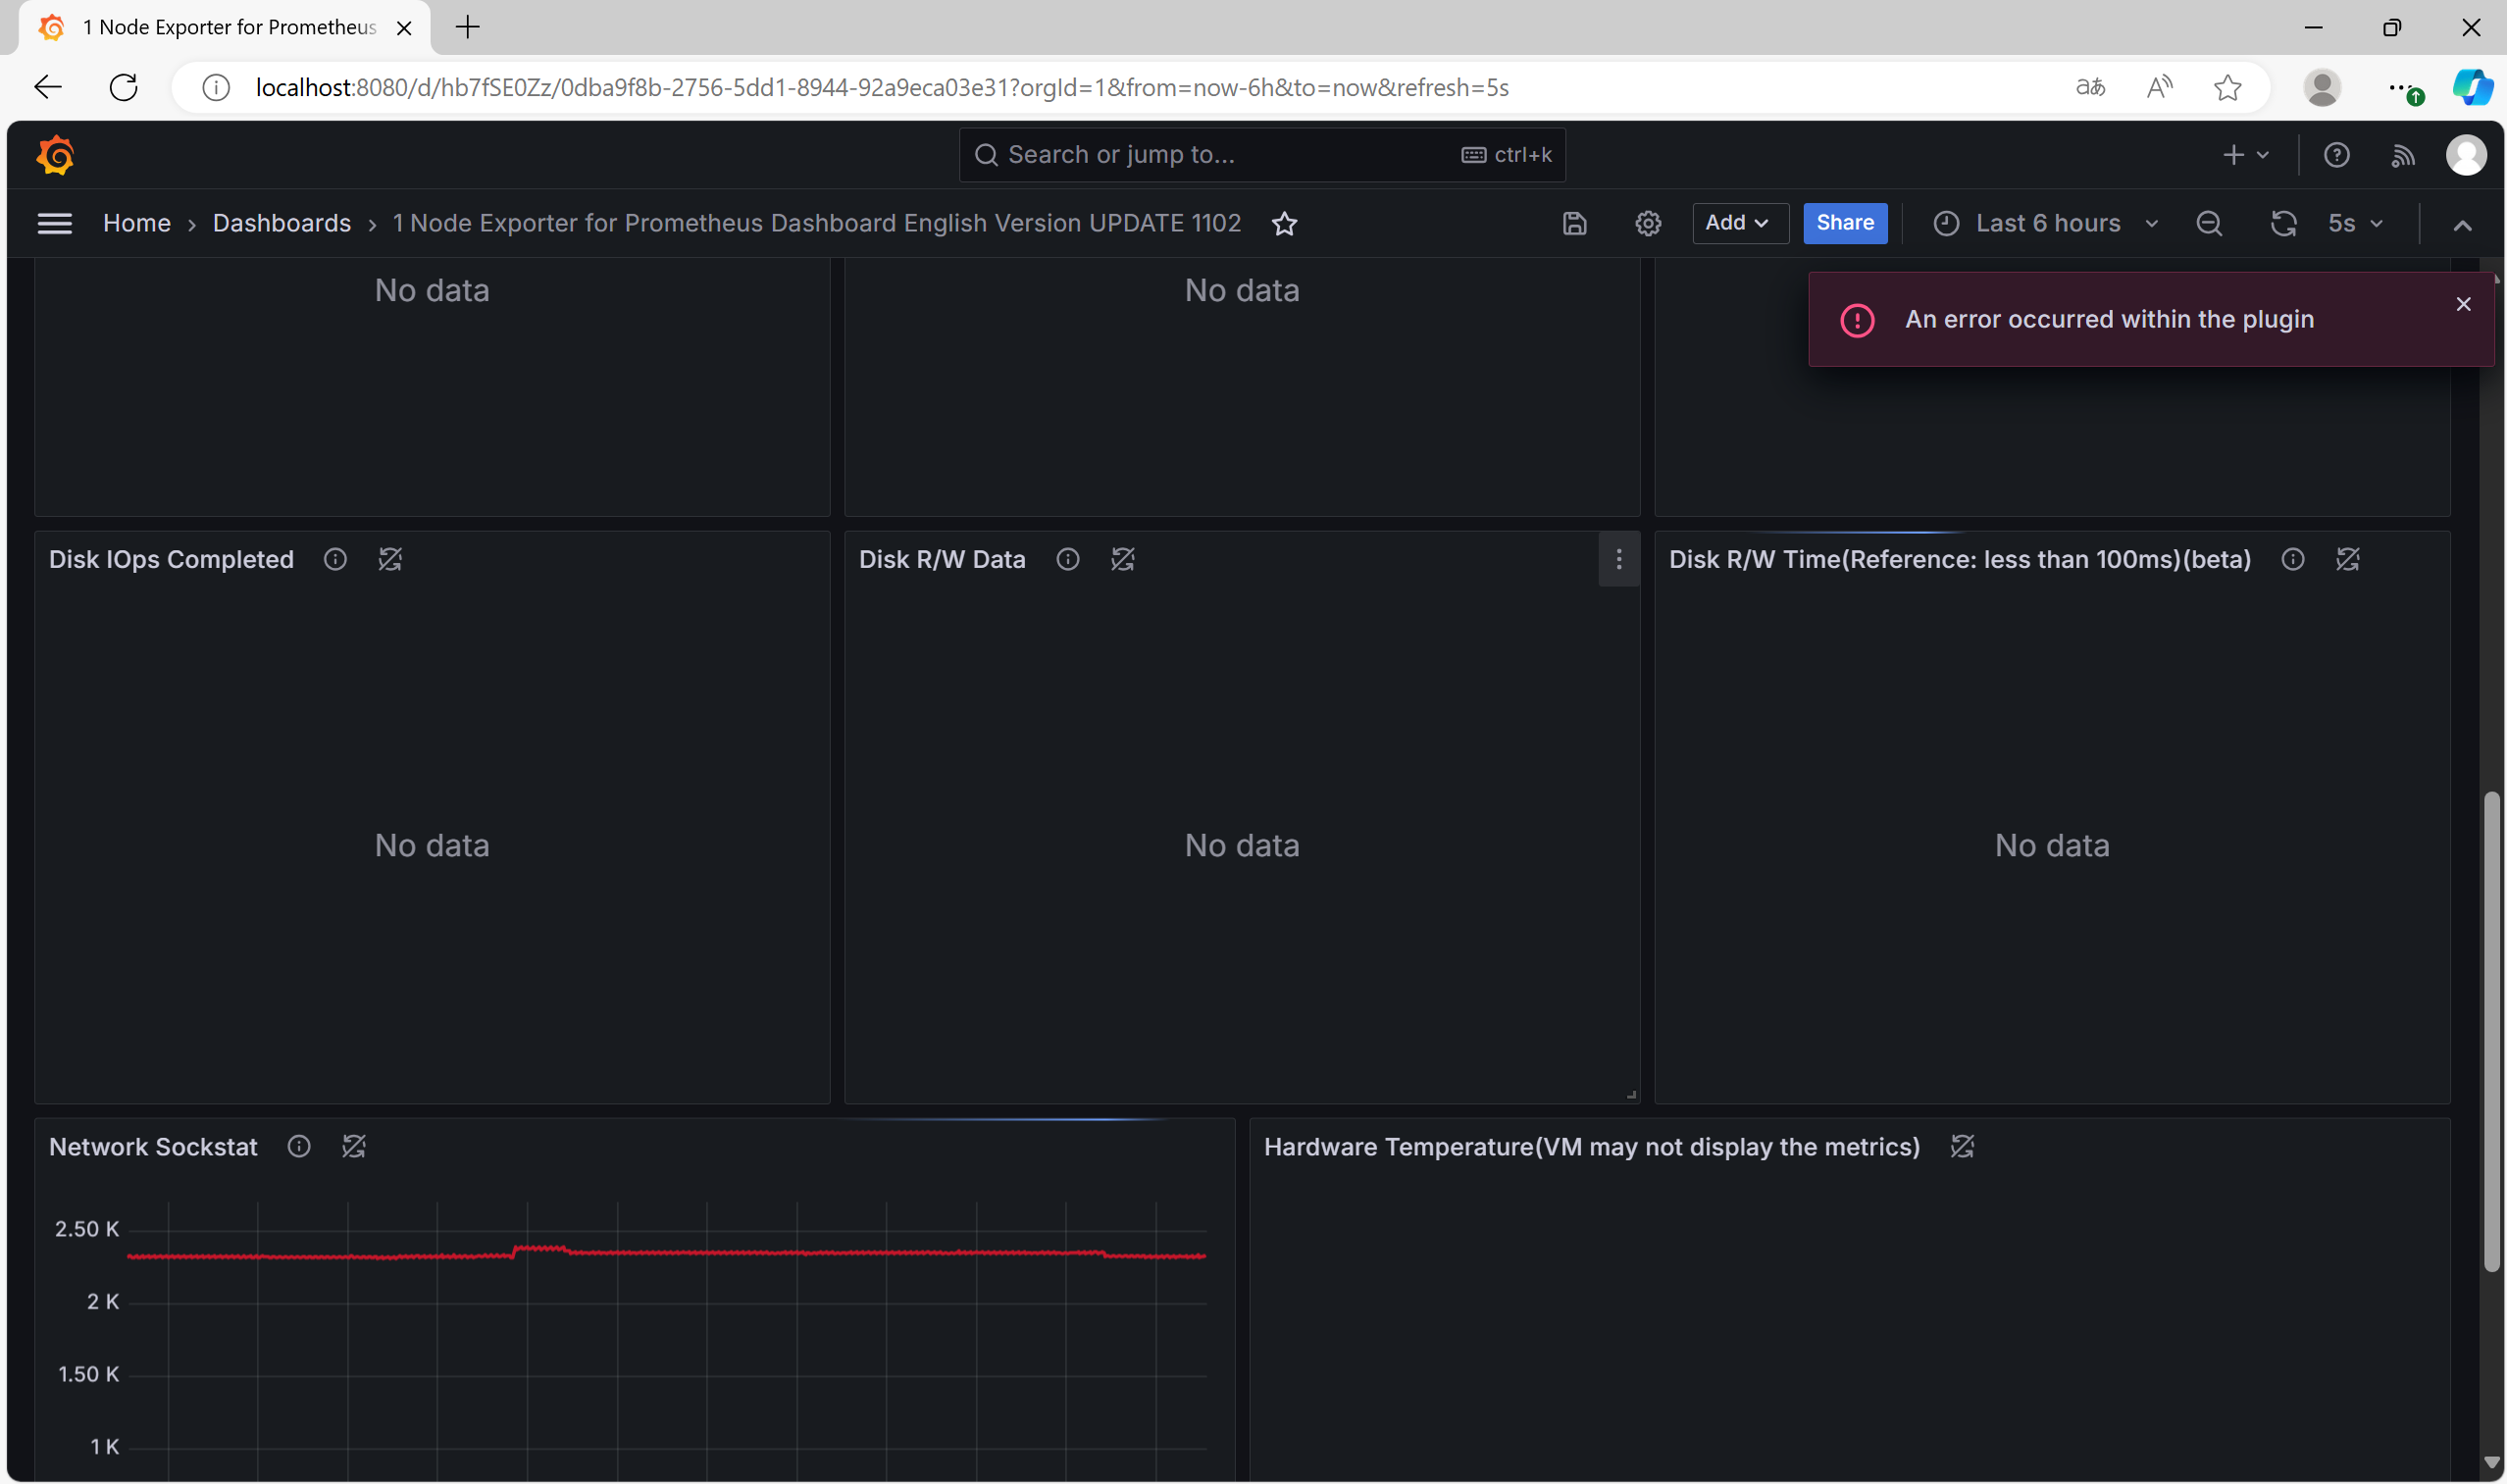 1 Node Exporter for Prometheus
localhost:8080/d/hb7fSE0Zz/0dba9f8b-2756-5dd1-8944-92a9eca03e31?orgId=1&from=now-6h&to=now&refresh=5s
aあ
A
Search or jump to...
ctrl+k
Home > Dashboards > 1 Node Exporter for Prometheus Dashboard English Version UPDATE 1102
Add
Share
Last 6 hours
5s
No data
No data
An error occurred within the plugin
Disk IOps Completed
Disk R/W Data
Disk R/W Time(Reference: less than 100ms)(beta)
No data
No data
No data
Network Sockstat
Hardware Temperature(VM may not display the metrics)
2.50 K
2 K
1.50 K
1 K